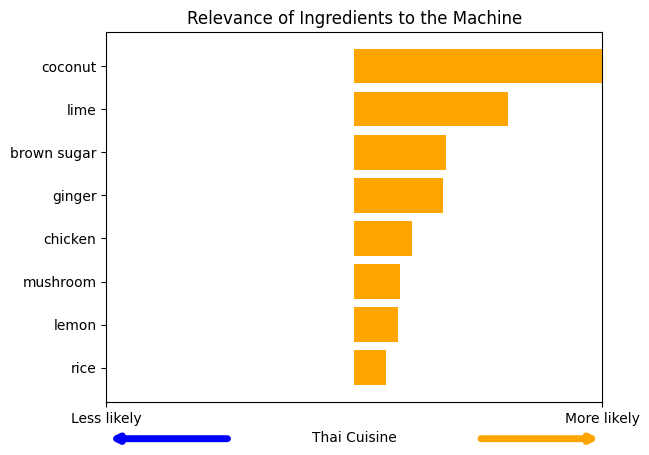 Relevance of Ingredients to the Machine
coconut
lime
brown sugar
ginger
chicken
mushroom
lemon
rice
Less likely
More likely
Thai Cuisine